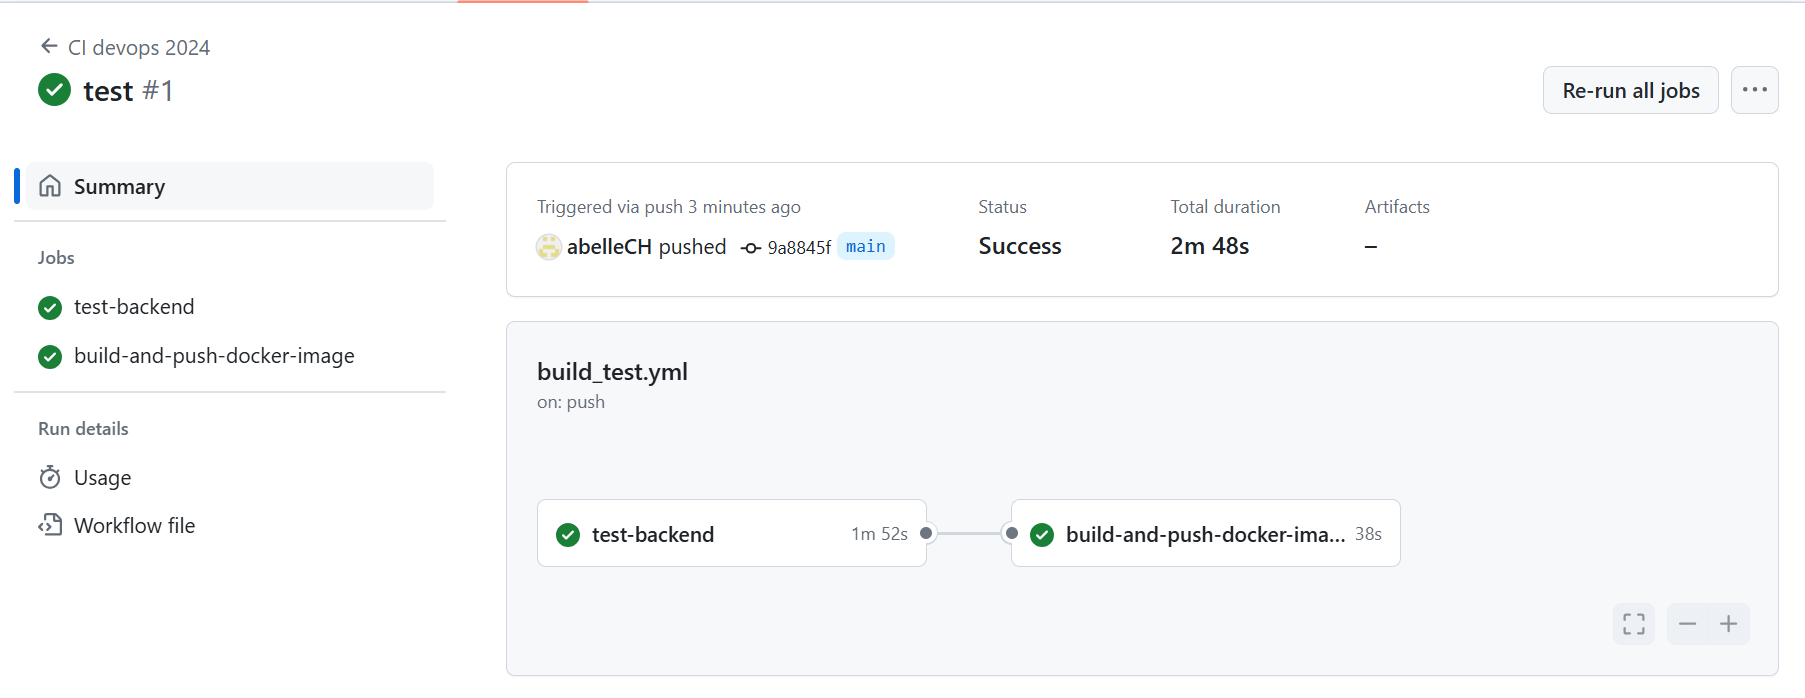 CI devops 2024
test #1
Re-run all jobs
Summary
Jobs
test-backend
build-and-push-docker-image
Run details
Usage
Workflow file
Triggered via push 3 minutes ago
abelleCH pushed 9a8845f main
Status
Success
Total duration
2m 48s
Artifacts
–
build_test.yml
on: push
test-backend 1m 52s
build-and-push-docker-ima... 38s